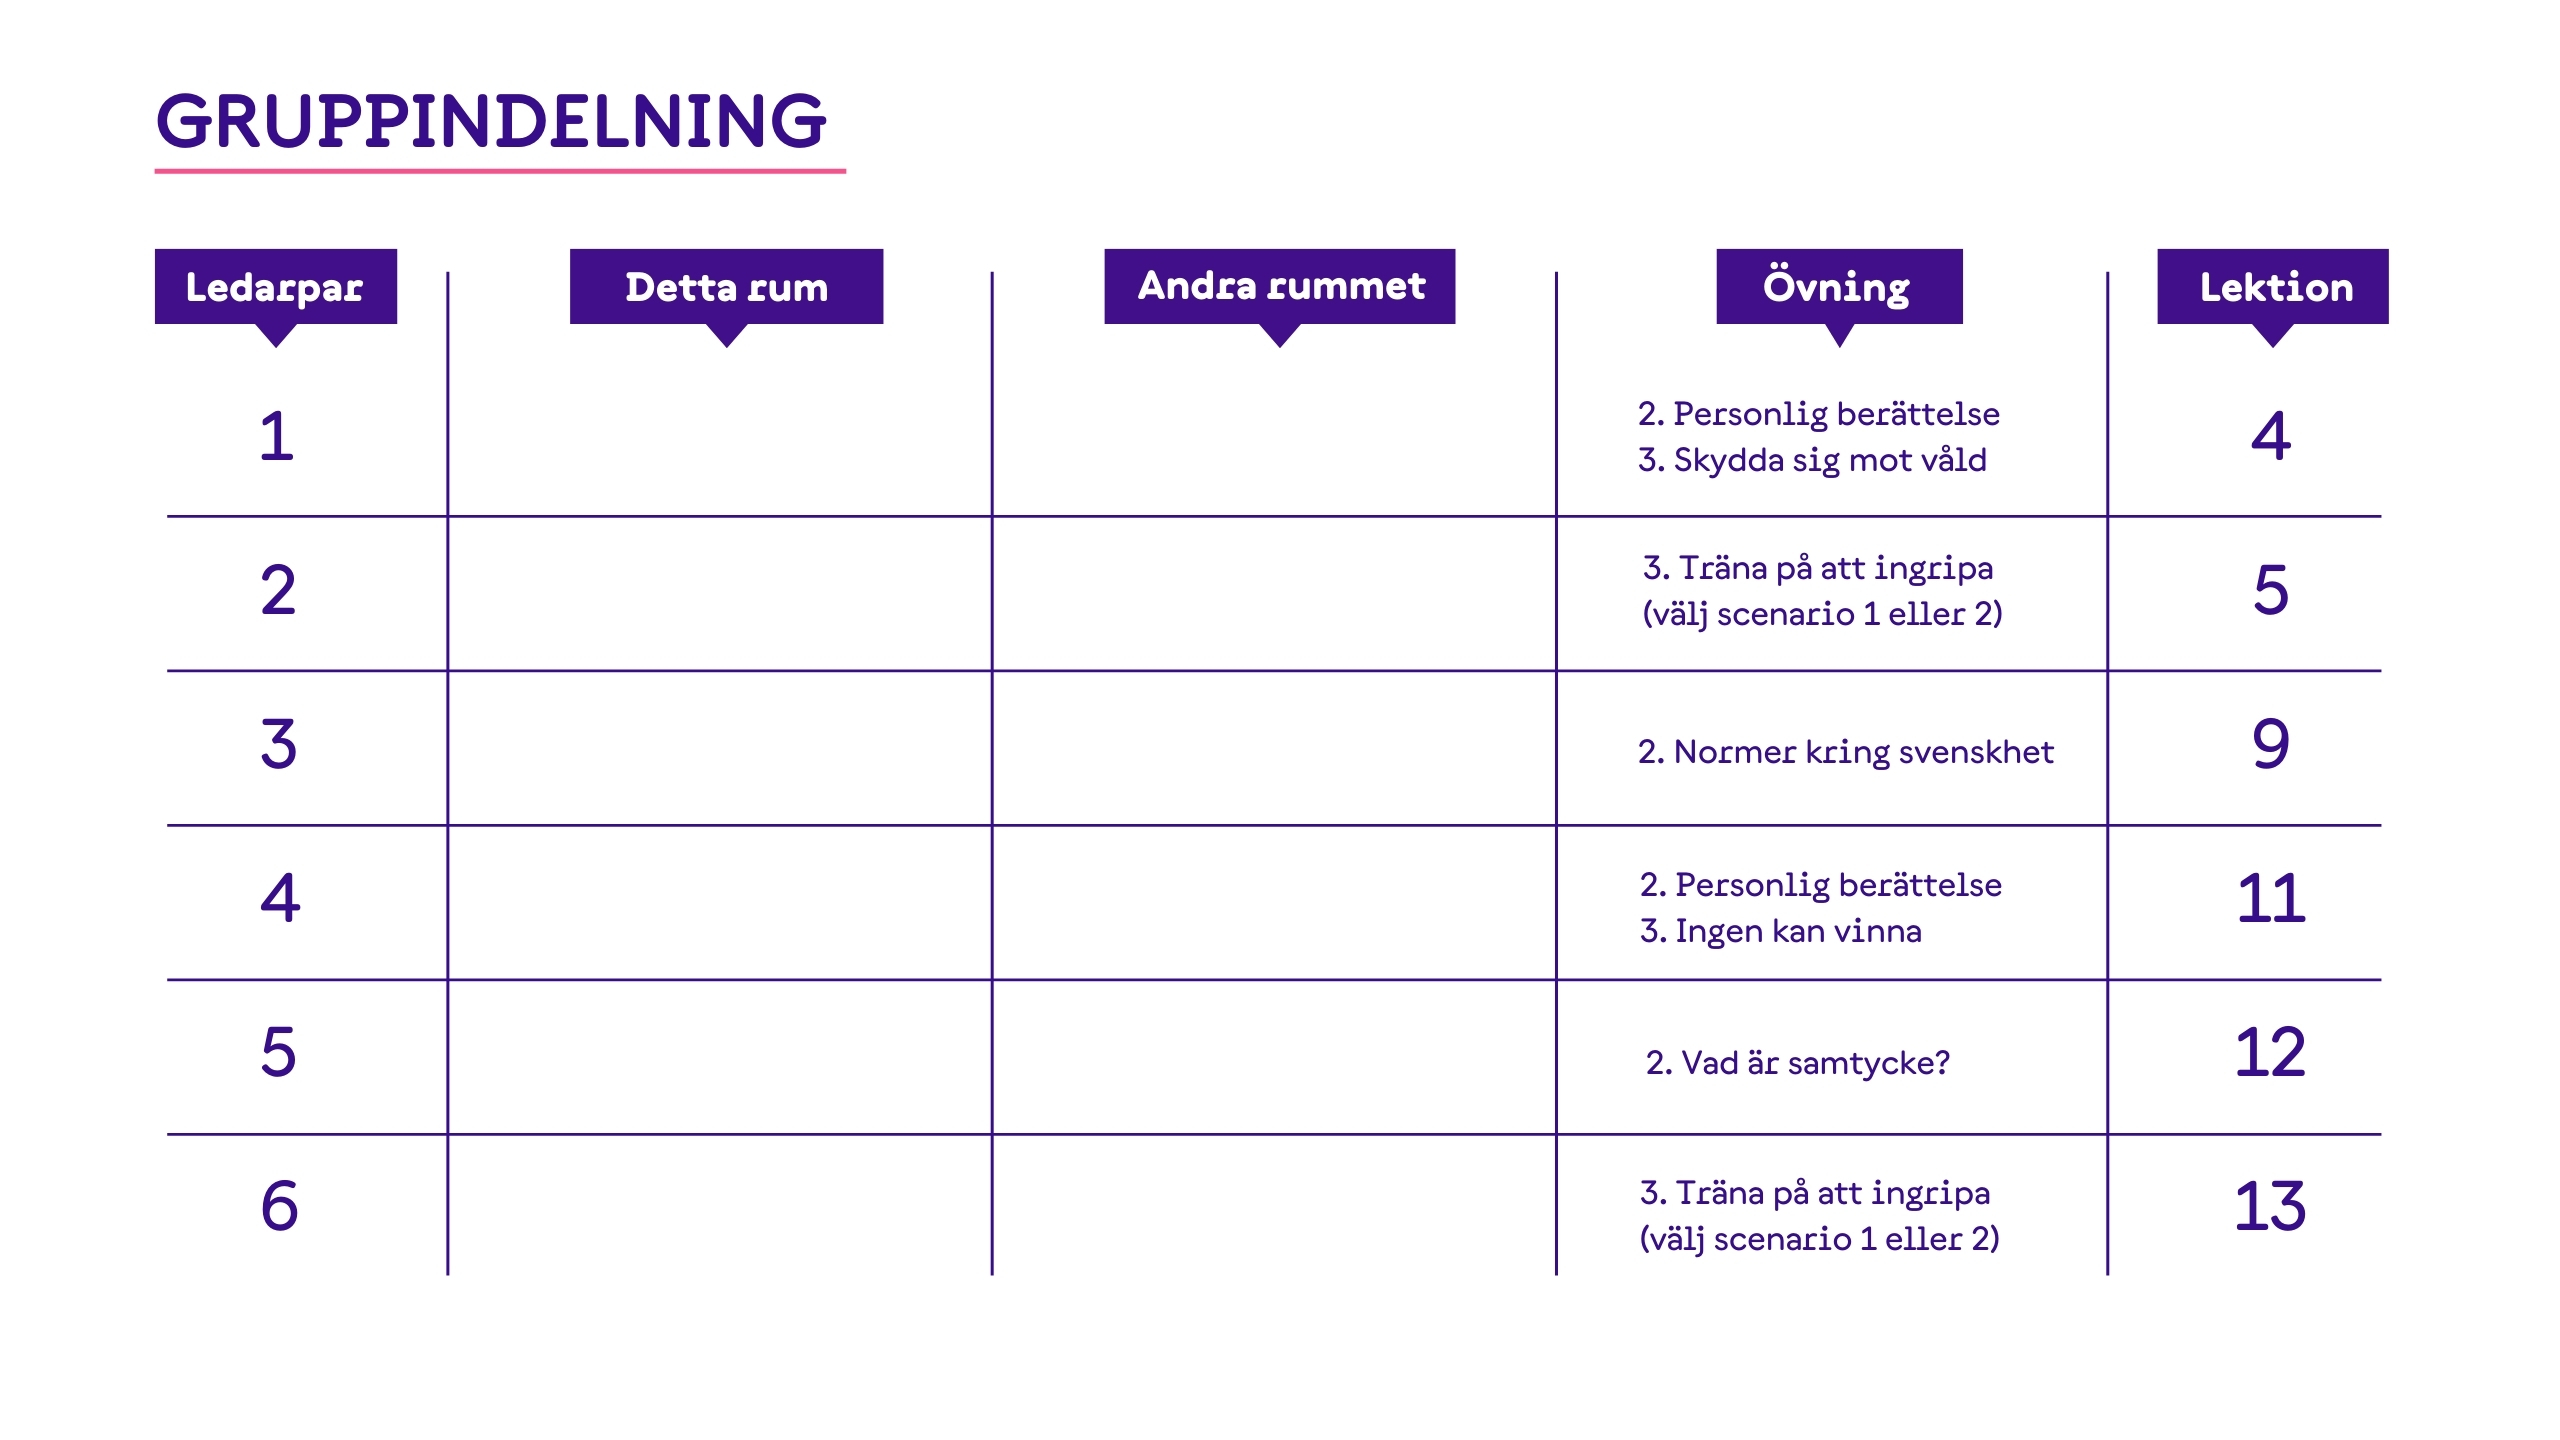 GRUPPINDELNING
Ledarpar
Detta rum
Andra rummet
Övning
Lektion
1
2. Personlig berättelse
3. Skydda sig mot våld
4
2
3. Träna på att ingripa
(välj scenario 1 eller 2)
5
3
2. Normer kring svenskhet
9
4
2. Personlig berättelse
3. Ingen kan vinna
11
5
2. Vad är samtycke?
12
6
3. Träna på att ingripa
(välj scenario 1 eller 2)
13